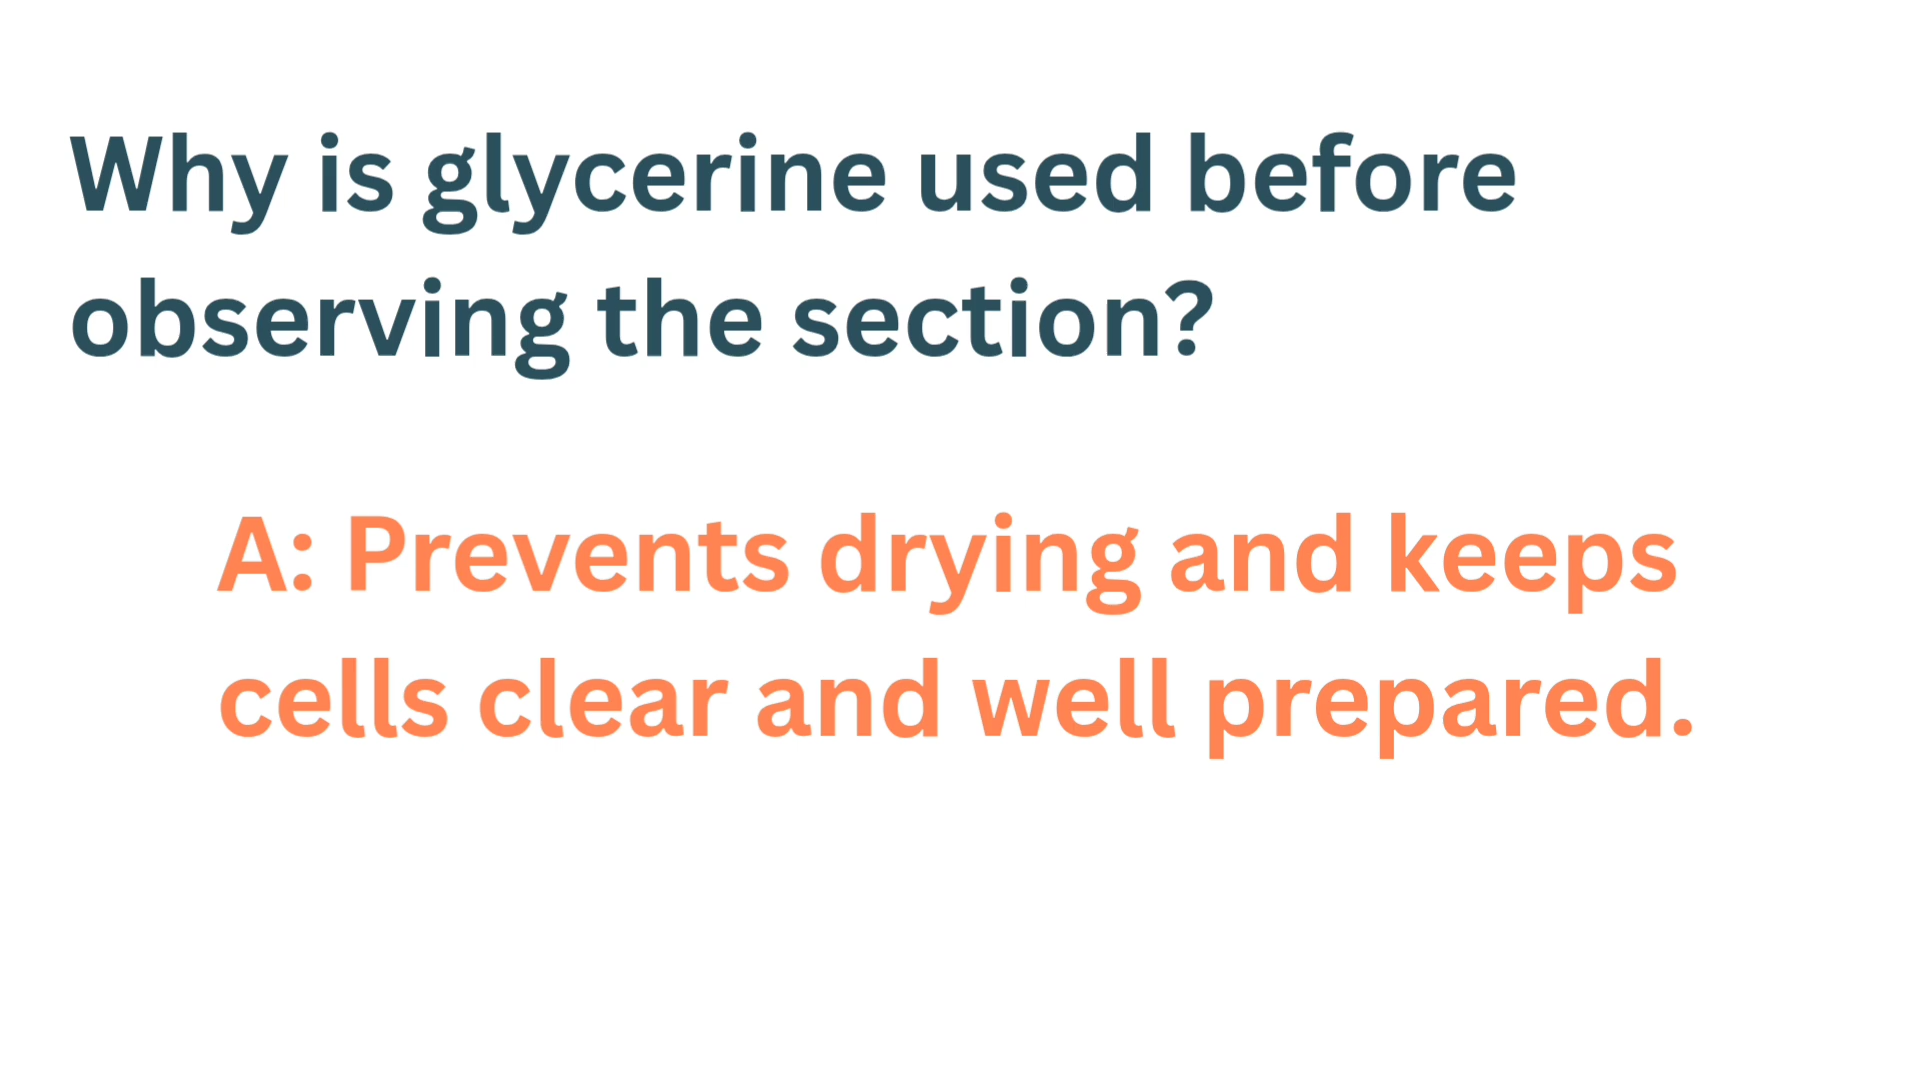 Why is glycerine used before
observing the section?
A: Prevents drying and keeps
cells clear and well prepared.